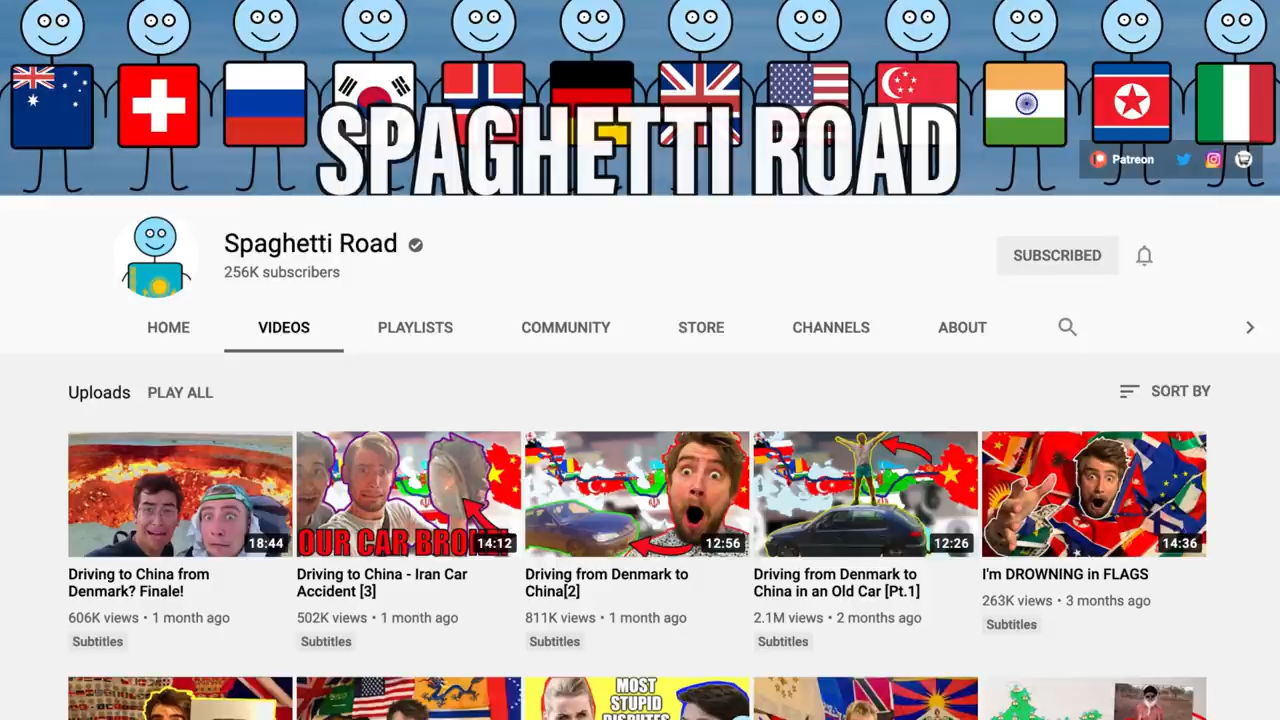 SPAGHETTI ROAD
Patreon
Spaghetti Road
256K subscribers
SUBSCRIBED
HOME VIDEOS PLAYLISTS COMMUNITY STORE CHANNELS ABOUT
Uploads PLAY ALL
SORT BY
18:44
OUR CAR BRO
14:12
12:56
12:26
14:36
Driving to China from
Denmark? Finale!
606K views • 1 month ago
Subtitles
Driving to China - Iran Car
Accident [3]
502K views • 1 month ago
Subtitles
Driving from Denmark to
China[2]
811K views • 1 month ago
Subtitles
Driving from Denmark to
China in an Old Car [Pt.1]
2.1M views • 2 months ago
Subtitles
I'm DROWNING in FLAGS
263K views • 3 months ago
Subtitles
MOST
STUPID
DISPUTES